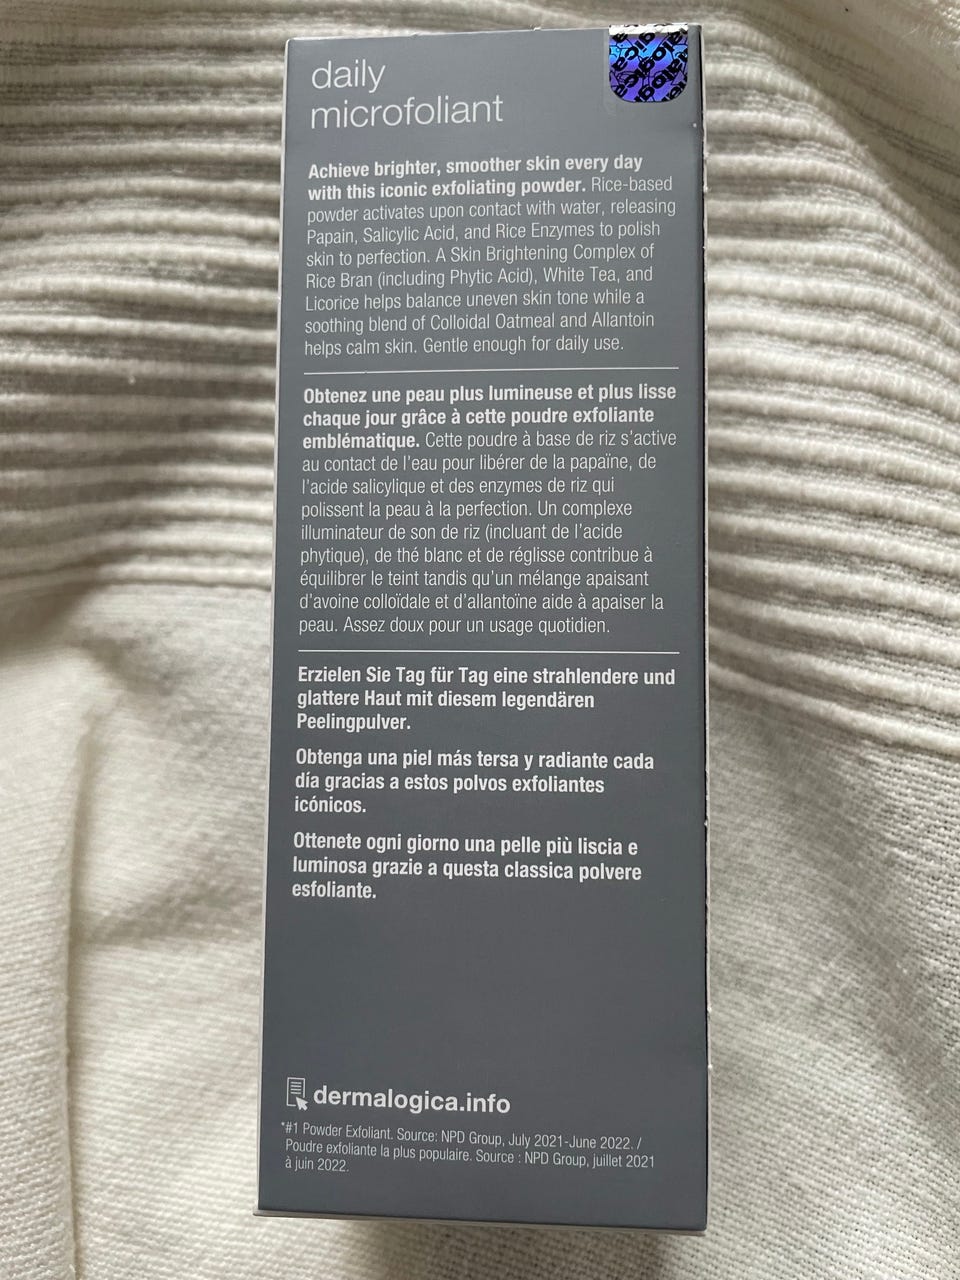 daily
microfoliant
Achieve brighter, smoother skin every day
with this iconic exfoliating powder. Rice-based
powder activates upon contact with water, releasing
Papain, Salicylic Acid, and Rice Enzymes to polish
skin to perfection. A Skin Brightening Complex of
Rice Bran (including Phytic Acid), White Tea, and
Licorice helps balance uneven skin tone while a
soothing blend of Colloidal Oatmeal and Allantoin
helps calm skin. Gentle enough for daily use.
Obtenez une peau plus lumineuse et plus lisse
chaque jour grâce à cette poudre exfoliante
emblématique. Cette poudre à base de riz s'active
au contact de l'eau pour libérer de la papaïne, de
l'acide salicylique et des enzymes de riz qui
polissent la peau à la perfection. Un complexe
illuminateur de son de riz (incluant de l'acide
phytique), de thé blanc et de réglisse contribue à
équilibrer le teint tandis qu'un mélange apaisant
d'avoine colloïdale et d'allantoïne aide à apaiser la
peau. Assez doux pour un usage quotidien.
Erzielen Sie Tag für Tag eine strahlendere und
glattere Haut mit diesem legendären
Peelingpulver.
Obtenga una piel más tersa y radiante cada
día gracias a estos polvos exfoliantes
icónicos.
Ottenete ogni giorno una pelle più liscia e
luminosa grazie a questa classica polvere
esfoliante.
dermalogica.info
*#1 Powder Exfoliant. Source: NPD Group, July 2021-June 2022. /
Poudre exfoliante la plus populaire. Source : NPD Group, juillet 2021
à juin 2022.